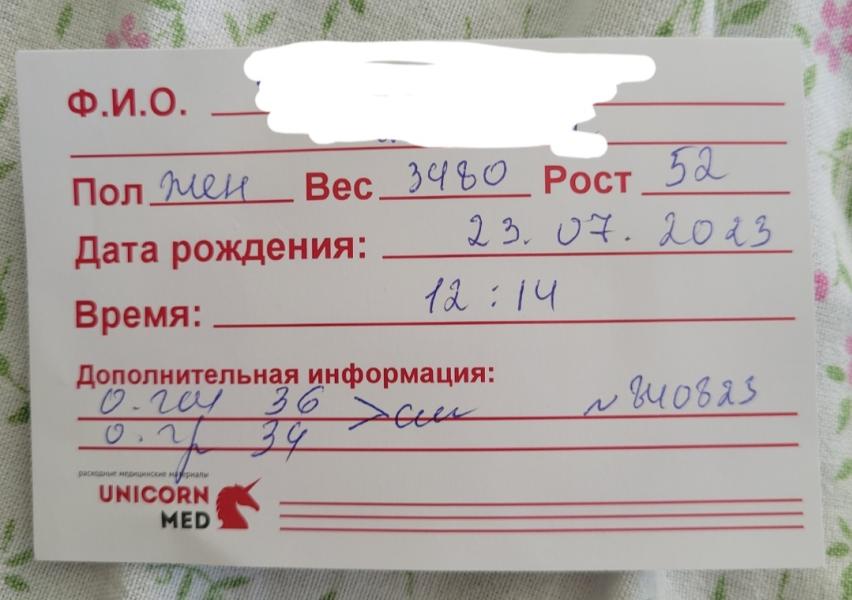 Ф.И.О.
Пол жен Вес 3480 Рост 52
Дата рождения: 23.07.2023
Время: 12:14
Дополнительная информация:
о.гол 36 >см №840823
о.гр 34
расходные медицинские материалы
UNICORN
MED